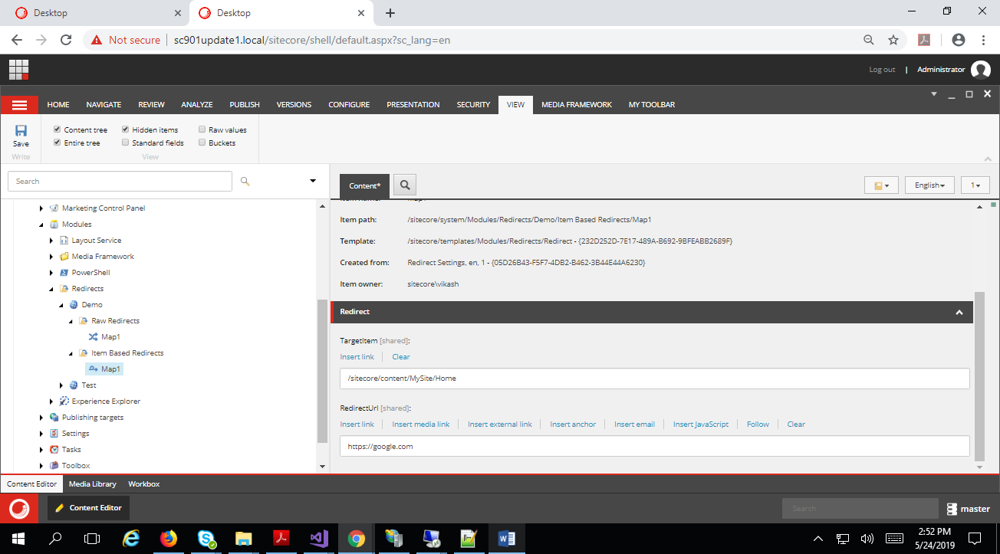 Desktop
Desktop
Not secure sc901update1.local/sitecore/shell/default.aspx?sc_lang=en
Log out | Administrator
HOME NAVIGATE REVIEW ANALYZE PUBLISH VERSIONS CONFIGURE PRESENTATION SECURITY VIEW MEDIA FRAMEWORK MY TOOLBAR
Content tree Hidden items Raw values
Save Entire tree Standard fields Buckets
Write View
Search
Content*
English
1
Marketing Control Panel
Modules
Layout Service
Media Framework
PowerShell
Redirects
Demo
Raw Redirects
Map1
Item Based Redirects
Map1
Test
Experience Explorer
Publishing targets
Settings
Tasks
Toolbox
Item path: /sitecore/system/Modules/Redirects/Demo/Item Based Redirects/Map1
Template: /sitecore/templates/Modules/Redirects/Redirect - {232D252D-7E17-489A-B692-9BFEABB2689F}
Created from: Redirect Settings, en, 1 - {05D26B43-F5F7-4DB2-B462-3B44E44A6230}
Item owner: sitecore\vikash
Redirect
TargetItem [shared]:
Insert link Clear
/sitecore/content/MySite/Home
RedirectUrl [shared]:
Insert link Insert media link Insert external link Insert anchor Insert email Insert JavaScript Follow Clear
https://google.com
Content Editor Media Library Workbox
Content Editor Search master
2:52 PM
5/24/2019